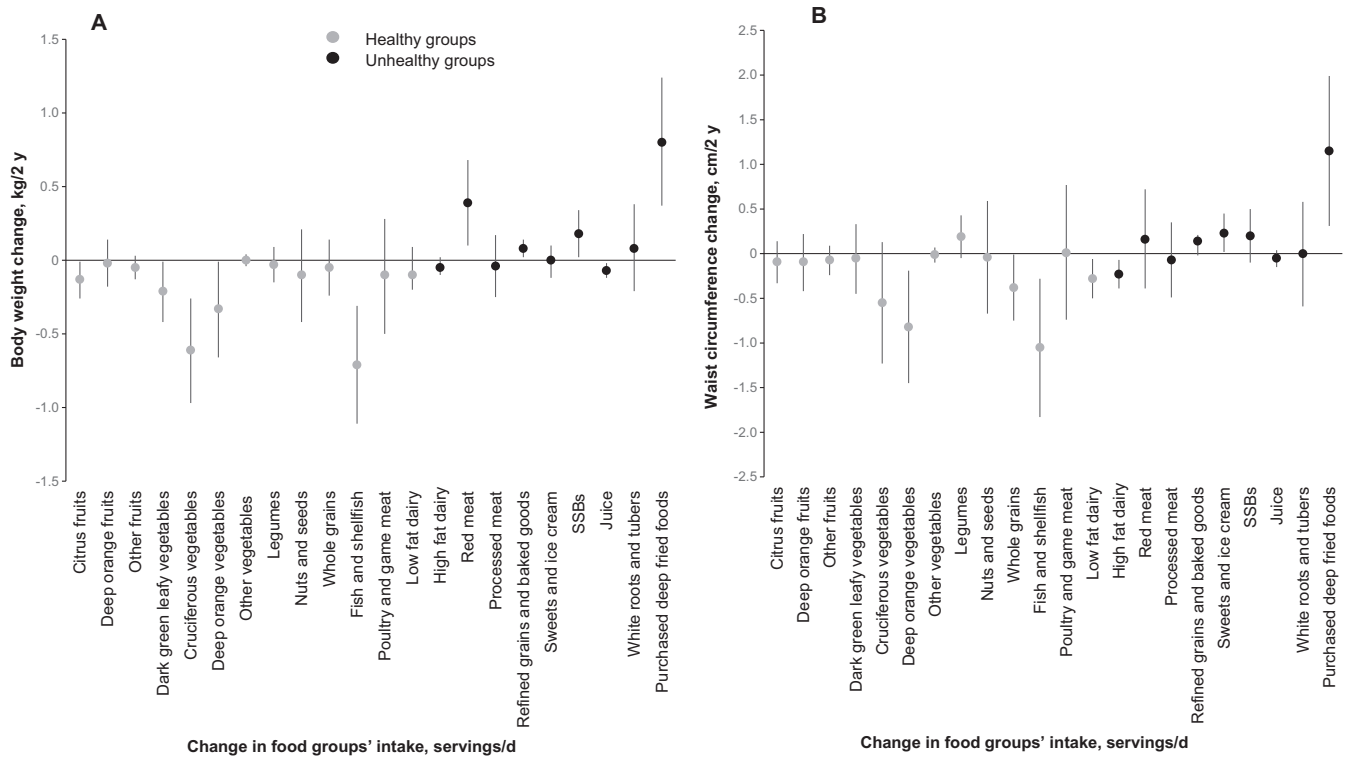 A
Healthy groups
Unhealthy groups
Body weight change, kg/2 y
1.5
1.0
0.5
0
-0.5
-1.0
-1.5
Citrus fruits
Deep orange fruits
Other fruits
Dark green leafy vegetables
Cruciferous vegetables
Deep orange vegetables
Other vegetables
Legumes
Nuts and seeds
Whole grains
Fish and shellfish
Poultry and game meat
Low fat dairy
High fat dairy
Red meat
Processed meat
Refined grains and baked goods
Sweets and ice cream
SSBs
Juice
White roots and tubers
Purchased deep fried foods
Change in food groups' intake, servings/d
B
Waist circumference change, cm/2 y
2.5
2.0
1.5
1.0
0.5
0
-0.5
-1.0
-1.5
-2.0
-2.5
Citrus fruits
Deep orange fruits
Other fruits
Dark green leafy vegetables
Cruciferous vegetables
Deep orange vegetables
Other vegetables
Legumes
Nuts and seeds
Whole grains
Fish and shellfish
Poultry and game meat
Low fat dairy
High fat dairy
Red meat
Processed meat
Refined grains and baked goods
Sweets and ice cream
SSBs
Juice
White roots and tubers
Purchased deep fried foods
Change in food groups' intake, servings/d